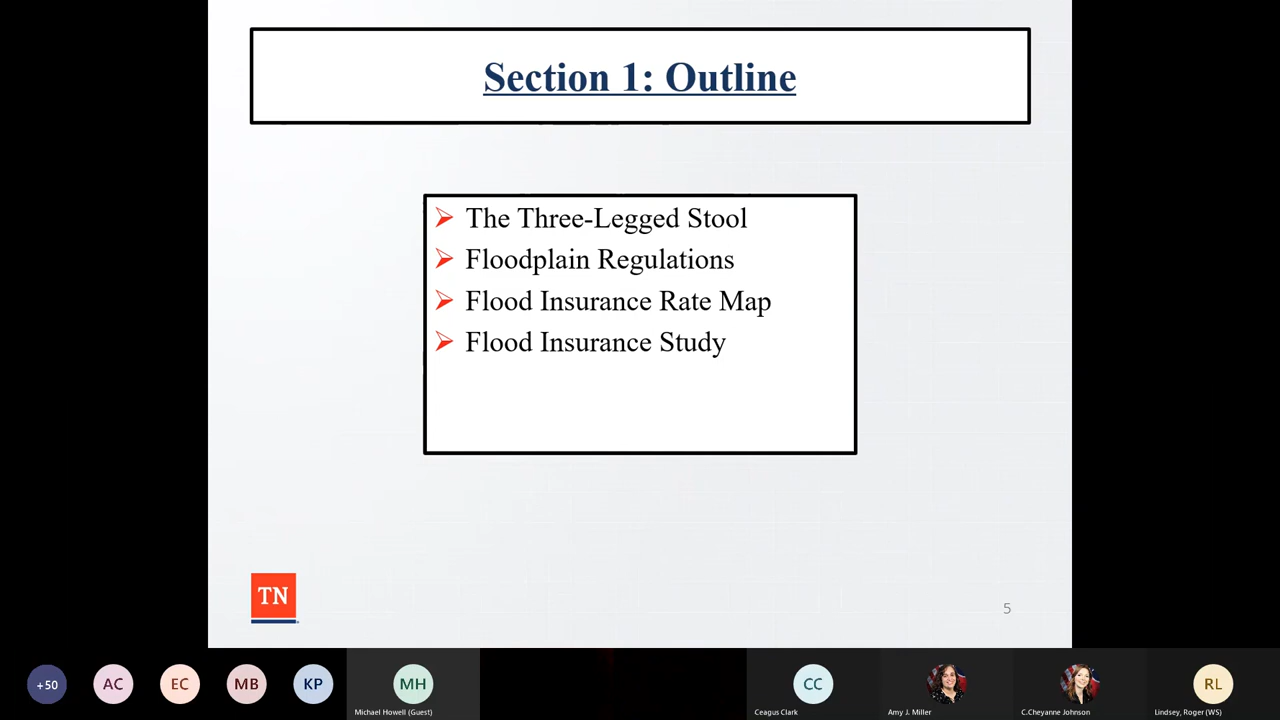 Section 1: Outline
The Three-Legged Stool
Floodplain Regulations
Flood Insurance Rate Map
Flood Insurance Study
TN
5
+50
AC
EC
MB
KP
MH
Michael Howell (Guest)
CC
Ceagus Clark
Amy J. Miller
C.Cheyanne Johnson
RL
Lindsey, Roger (WS)